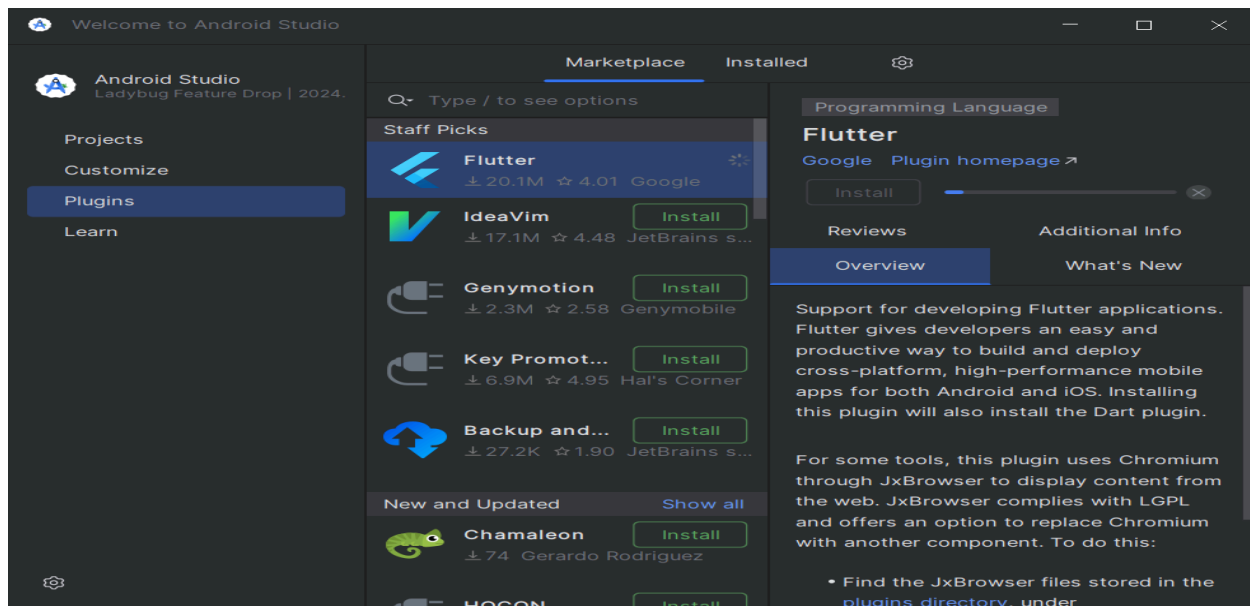 Welcome to Android Studio
Android Studio
Ladybug Feature Drop | 2024.
Projects
Customize
Plugins
Learn
Marketplace
Installed
Type / to see options
Staff Picks
Flutter
20.1M 4.01 Google
IdeaVim
Install
17.1M 4.48 JetBrains s...
Genymotion
Install
2.3M 2.58 Genymobile
Key Promot...
Install
6.9M 4.95 Hal's Corner
Backup and...
Install
27.2K 1.90 JetBrains s...
New and Updated
Show all
Chamaleon
Install
74 Gerardo Rodriguez
HOCON
Install
Programming Language
Flutter
Google Plugin homepage
Install
Reviews
Additional Info
Overview
What's New
Support for developing Flutter applications.
Flutter gives developers an easy and
productive way to build and deploy
cross-platform, high-performance mobile
apps for both Android and iOS. Installing
this plugin will also install the Dart plugin.
For some tools, this plugin uses Chromium
through JxBrowser to display content from
the web. JxBrowser complies with LGPL
and offers an option to replace Chromium
with another component. To do this:
• Find the JxBrowser files stored in the
plugins directory, under